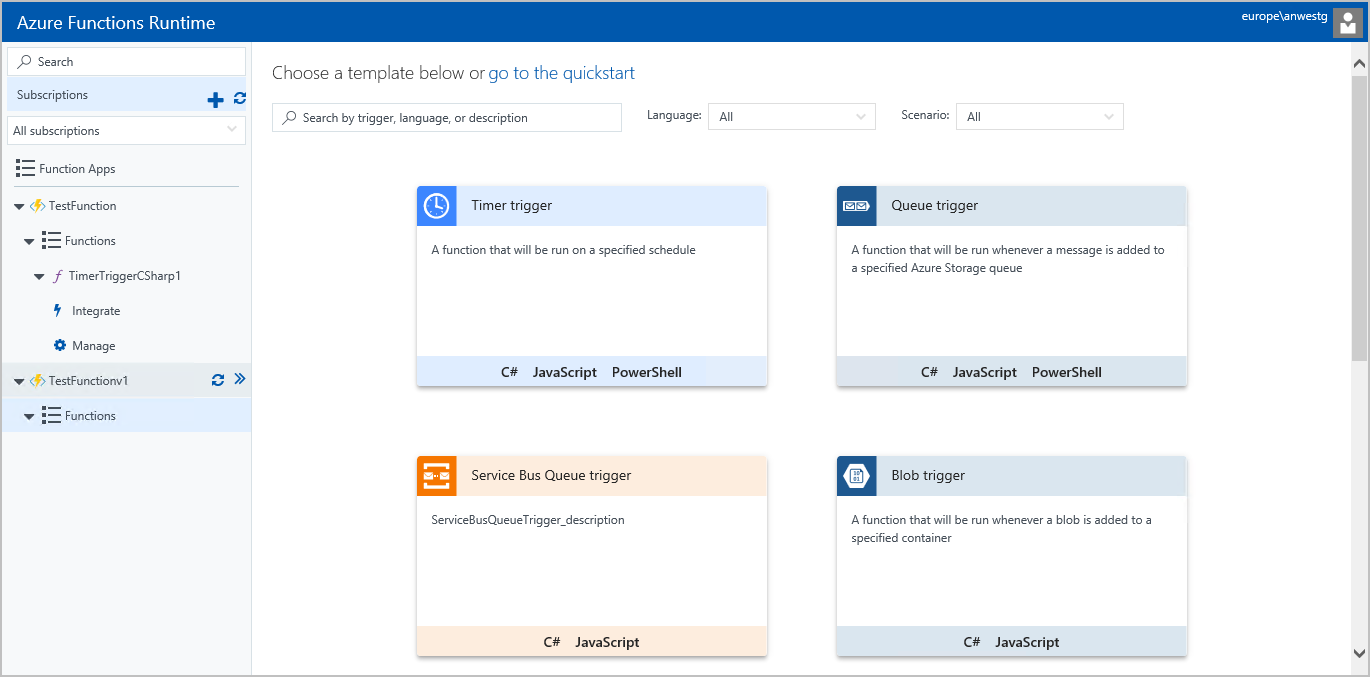 Azure Functions Runtime
europe\anwestg
Search
Subscriptions
All subscriptions
Function Apps
TestFunction
Functions
TimerTriggerCSharp1
Integrate
Manage
TestFunctionv1
Functions
Choose a template below or go to the quickstart
Search by trigger, language, or description
Language: All
Scenario: All
Timer trigger
A function that will be run on a specified schedule
C# JavaScript PowerShell
Queue trigger
A function that will be run whenever a message is added to
a specified Azure Storage queue
C# JavaScript PowerShell
Service Bus Queue trigger
ServiceBusQueueTrigger_description
C# JavaScript
Blob trigger
A function that will be run whenever a blob is added to a
specified container
C# JavaScript